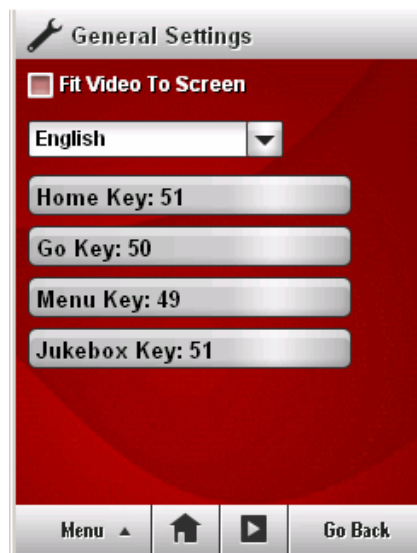 General Settings
Fit Video To Screen
English
Home Key: 51
Go Key: 50
Menu Key: 49
Jukebox Key: 51
Menu Go Back